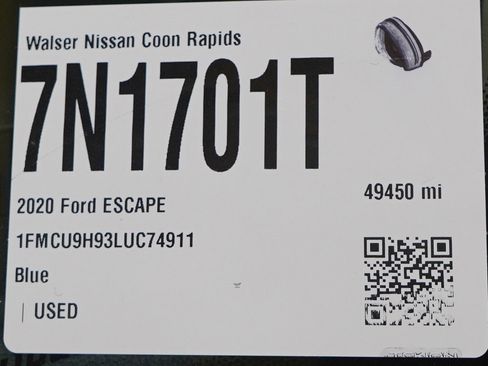 Walser Nissan Coon Rapids
7N1701T
2020 Ford ESCAPE
49450 mi
1FMCU9H93LUC74911
Blue
| USED